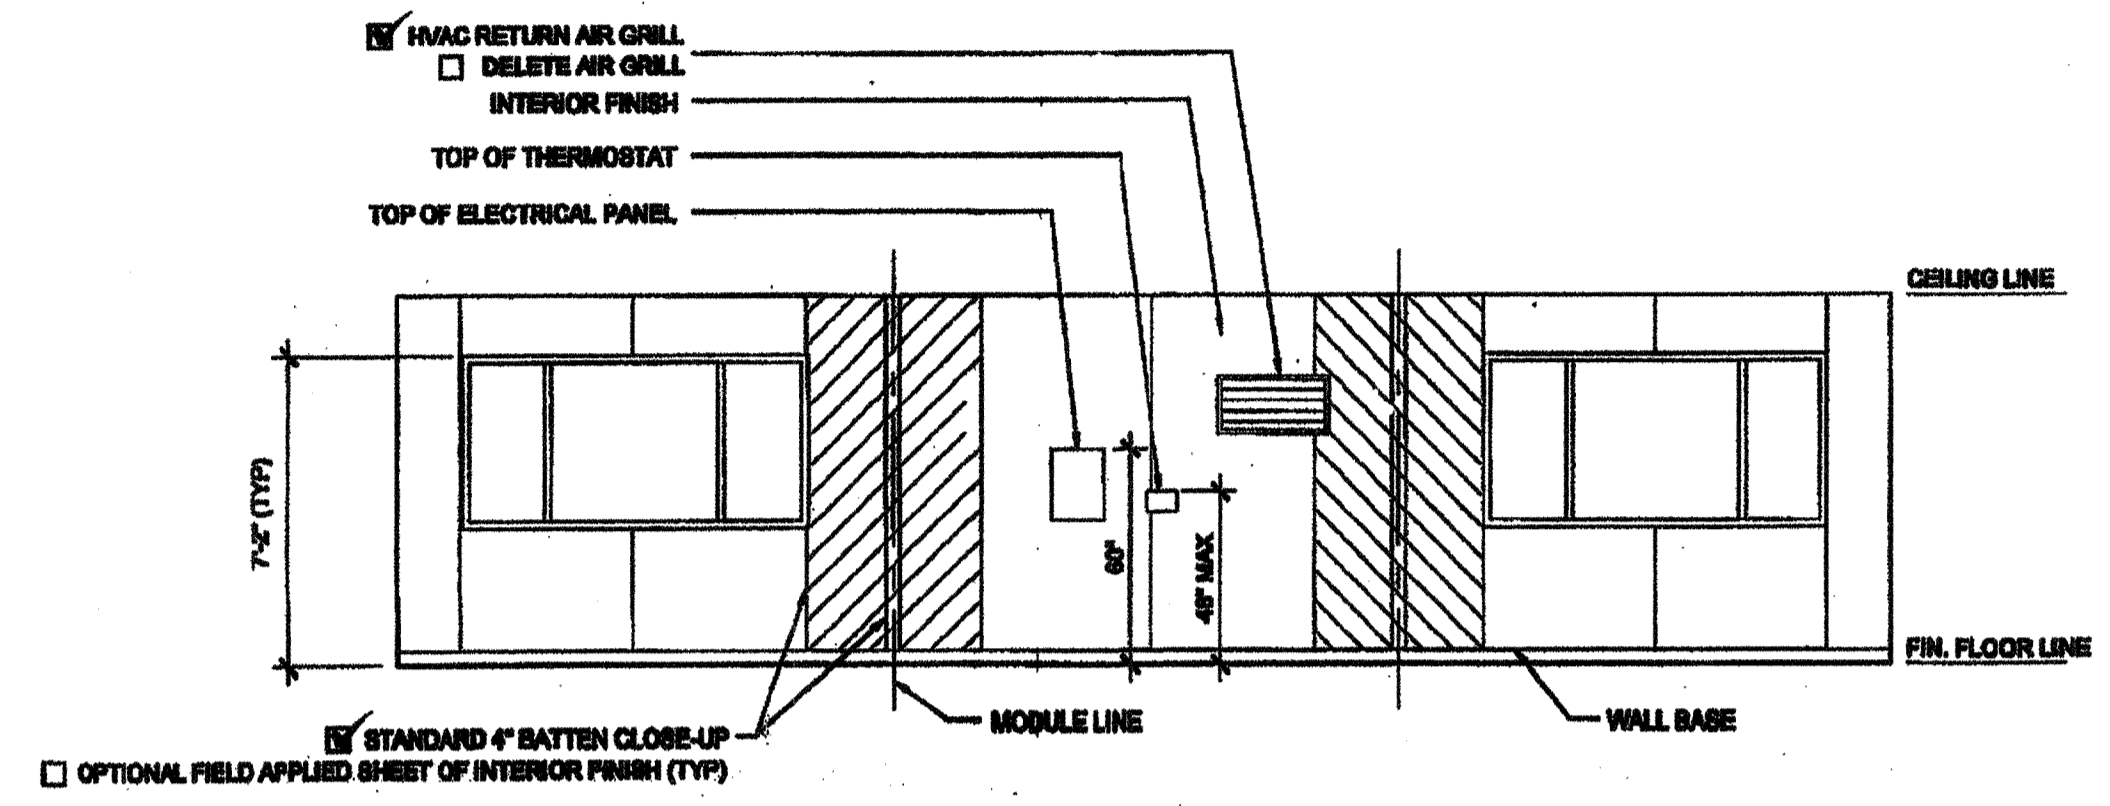 HVAC RETURN AIR GRILL
DELETE AIR GRILL
INTERIOR FINISH
TOP OF THERMOSTAT
TOP OF ELECTRICAL PANEL
CEILING LINE
7'-2" (TYP)
60"
48" MAX
FIN. FLOOR LINE
MODULE LINE
WALL BASE
STANDARD 4" BATTEN CLOSE-UP
OPTIONAL FIELD APPLIED SHEET OF INTERIOR FINISH (TYP)